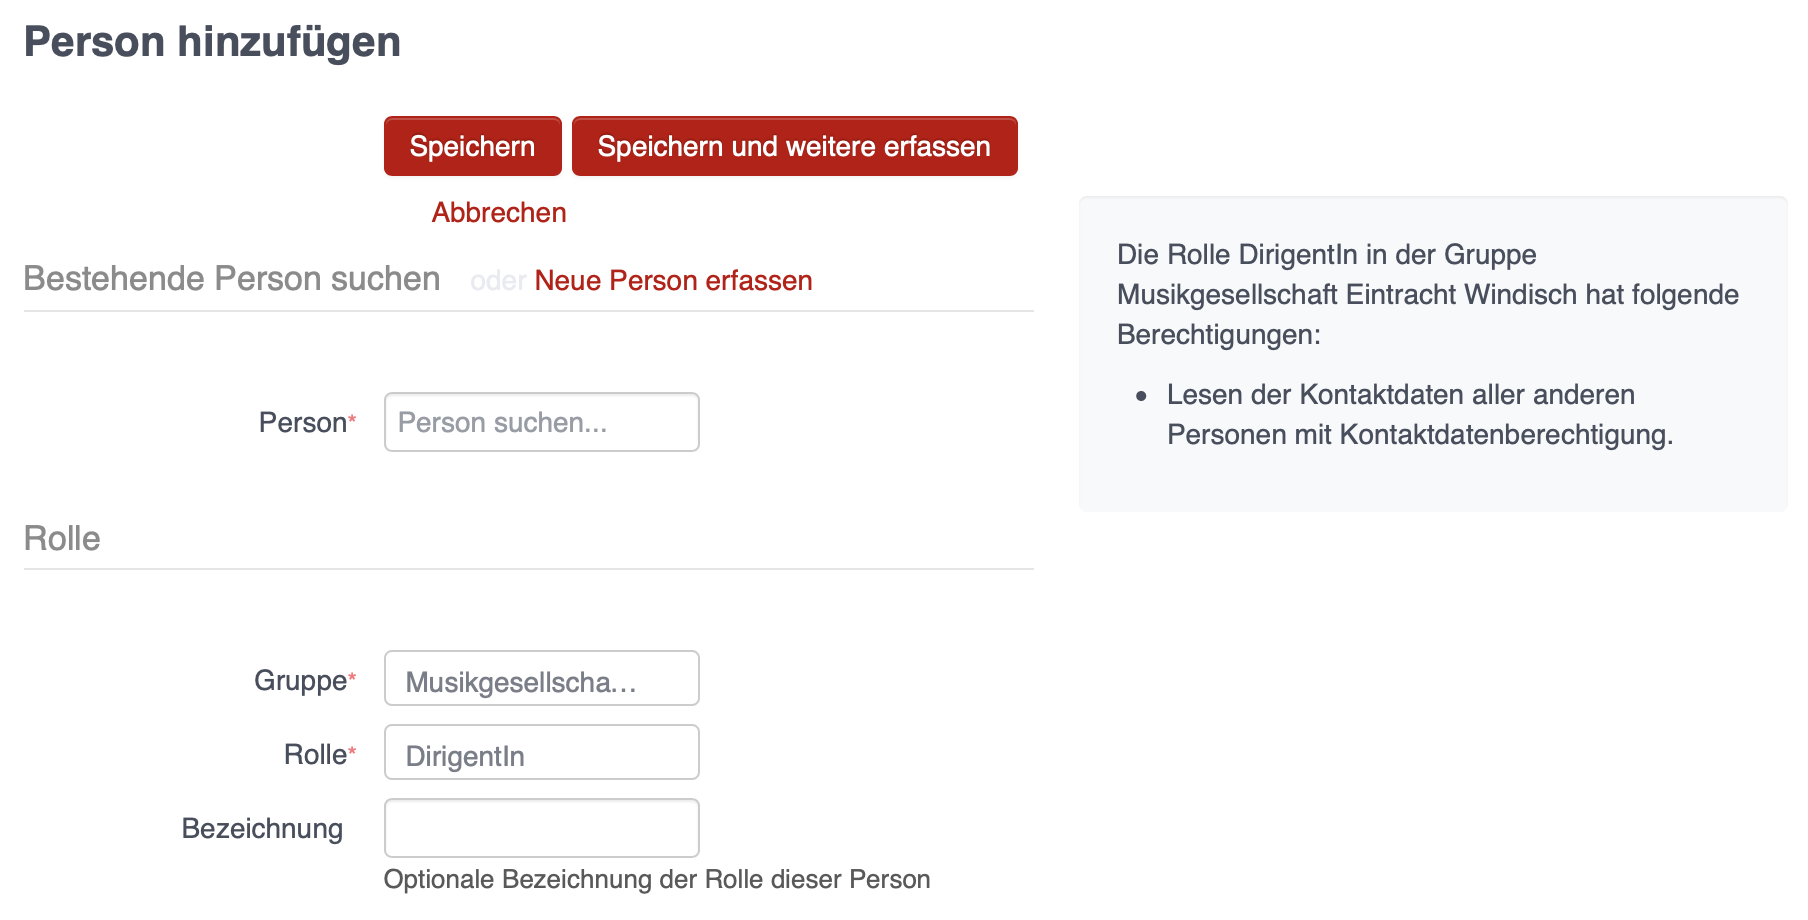 Person hinzufügen
Speichern Speichern und weitere erfassen
Abbrechen
Bestehende Person suchen oder Neue Person erfassen
Person* Person suchen...
Rolle
Gruppe* Musikgesellscha...
Rolle* DirigentIn
Bezeichnung
Optionale Bezeichnung der Rolle dieser Person
Die Rolle DirigentIn in der Gruppe
Musikgesellschaft Eintracht Windisch hat folgende
Berechtigungen:
• Lesen der Kontaktdaten aller anderen
Personen mit Kontaktdatenberechtigung.